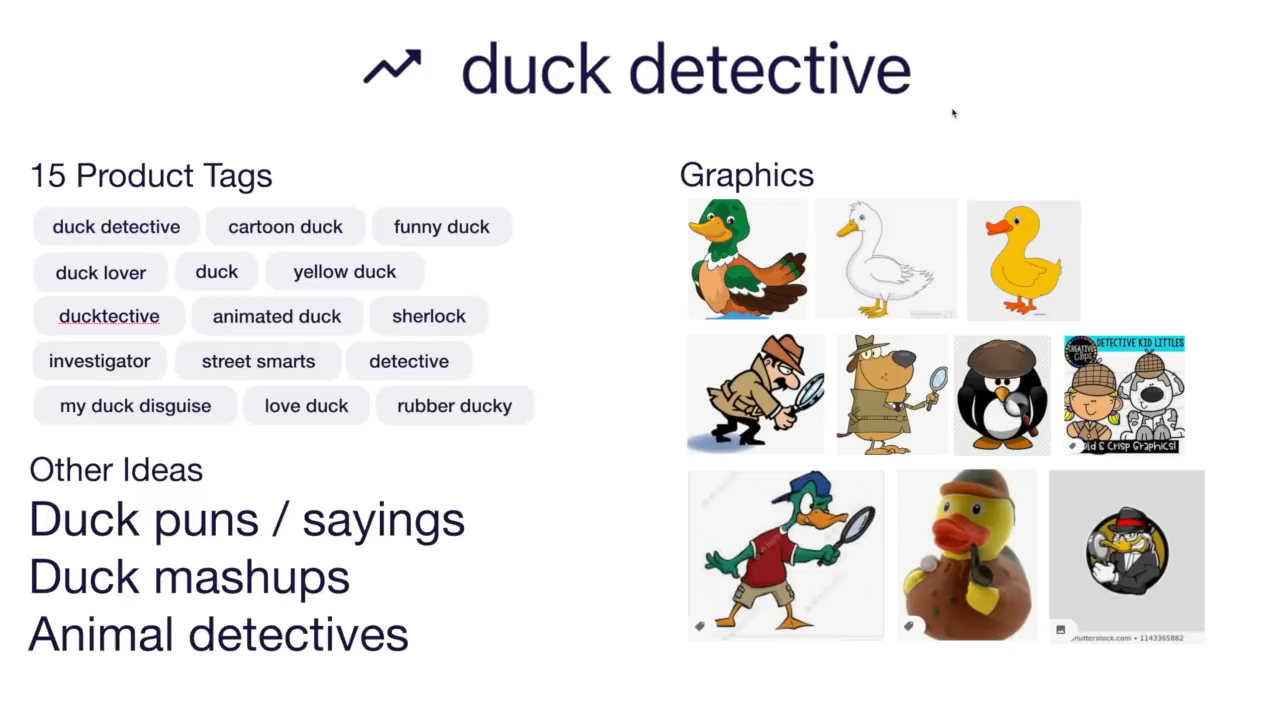 duck detective
15 Product Tags
duck detective cartoon duck funny duck
duck lover duck yellow duck
ducktective animated duck sherlock
investigator street smarts detective
my duck disguise love duck rubber ducky
Other Ideas
Duck puns / sayings
Duck mashups
Animal detectives
Graphics
CREATIVE Clips
DETECTIVE KID LITTLES
old & Crisp Graphics!
shutterstock.com • 1143365882